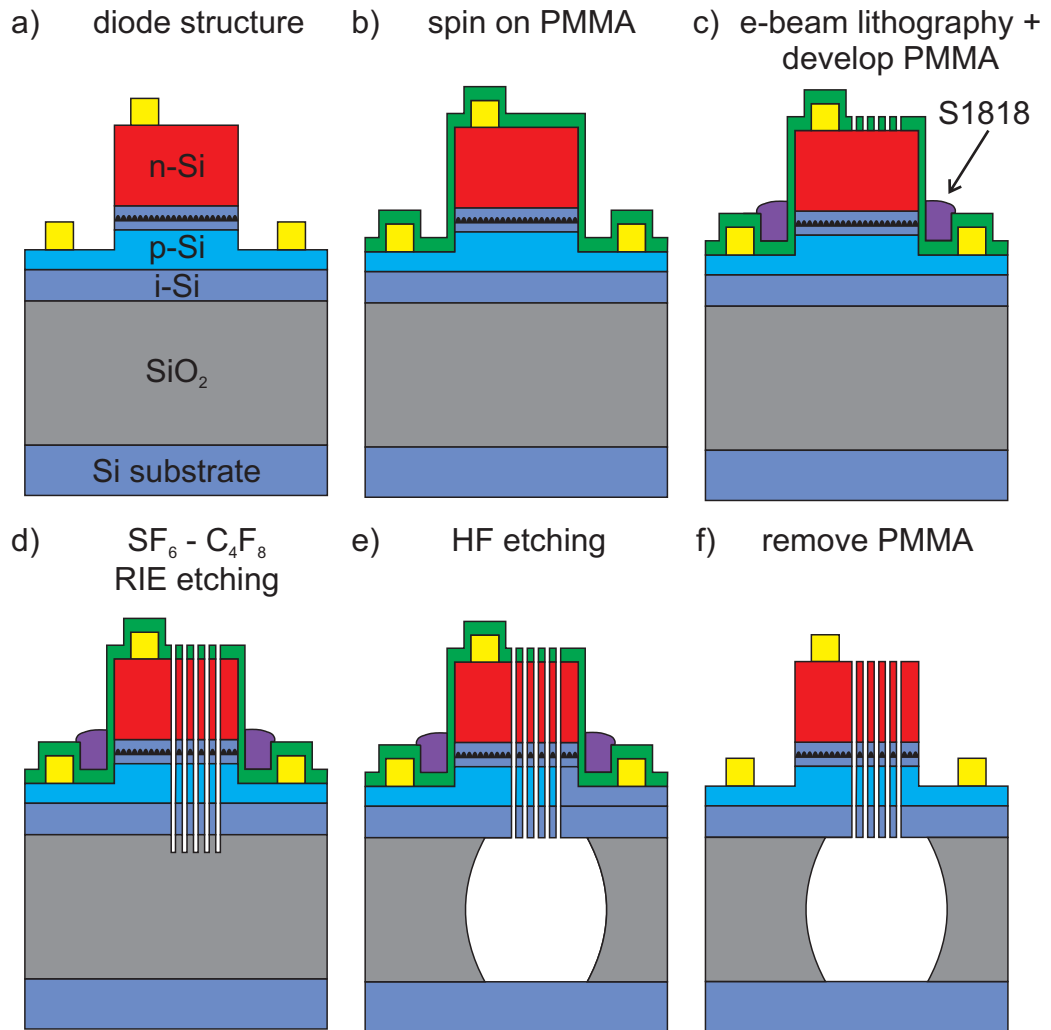 a) diode structure
b) spin on PMMA
c) e-beam lithography +
develop PMMA
S1818
n-Si
p-Si
i-Si
SiO₂
Si substrate
d) SF₆ - C₄F₈
RIE etching
e) HF etching
f) remove PMMA